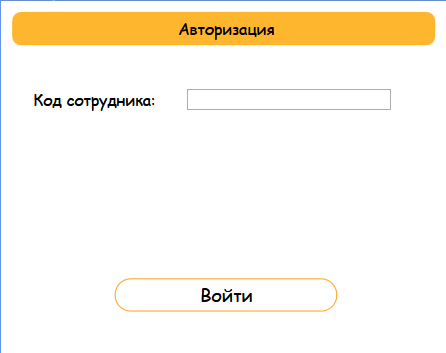 Авторизация
Код сотрудника:
Войти